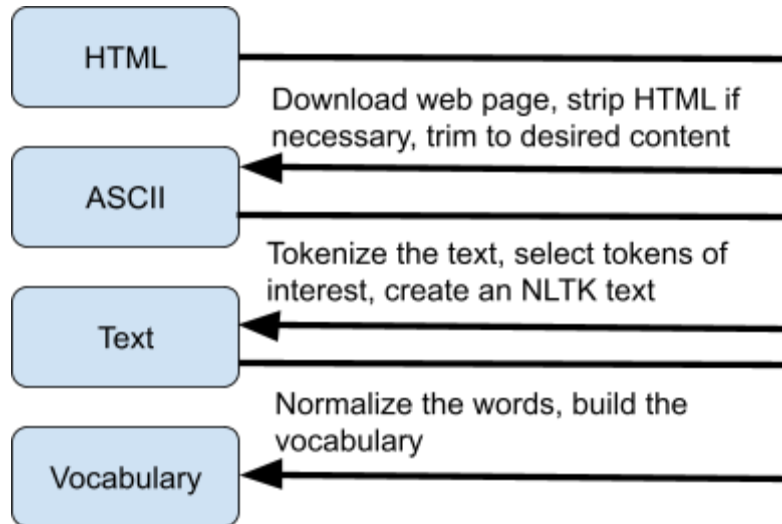 HTML
Download web page, strip HTML if
necessary, trim to desired content
ASCII
Tokenize the text, select tokens of
interest, create an NLTK text
Text
Normalize the words, build the
vocabulary
Vocabulary